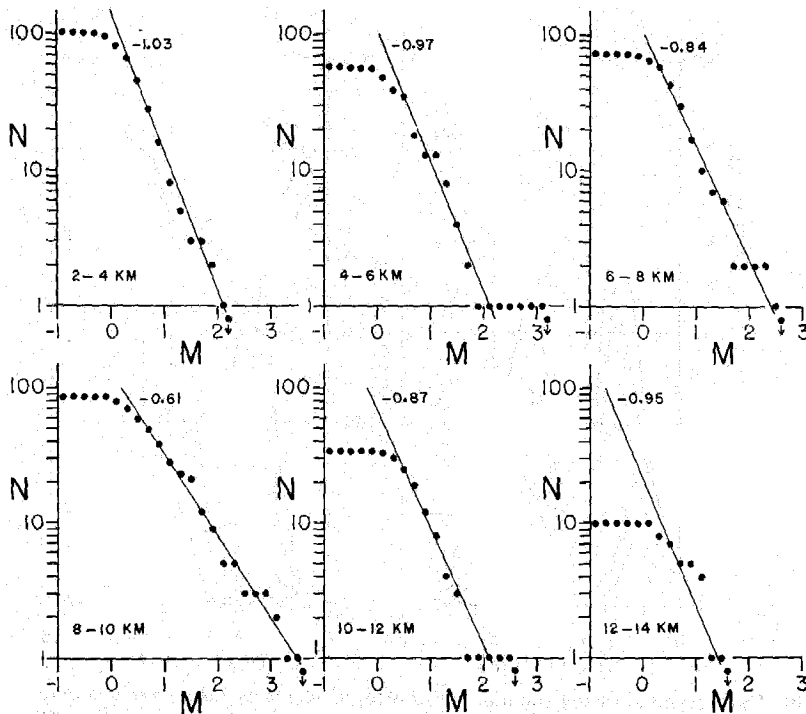 100
10
1
N
-1.03
2-4 KM
-1 0 1 2 3
M
100
10
1
N
-0.97
4-6 KM
-1 0 1 2 3
M
100
10
1
N
-0.84
6-8 KM
-1 0 1 2 3
M
100
10
1
N
-0.61
8-10 KM
-1 0 1 2 3
M
100
10
1
N
-0.87
10-12 KM
-1 0 1 2 3
M
100
10
1
N
-0.95
12-14 KM
-1 0 1 2 3
M